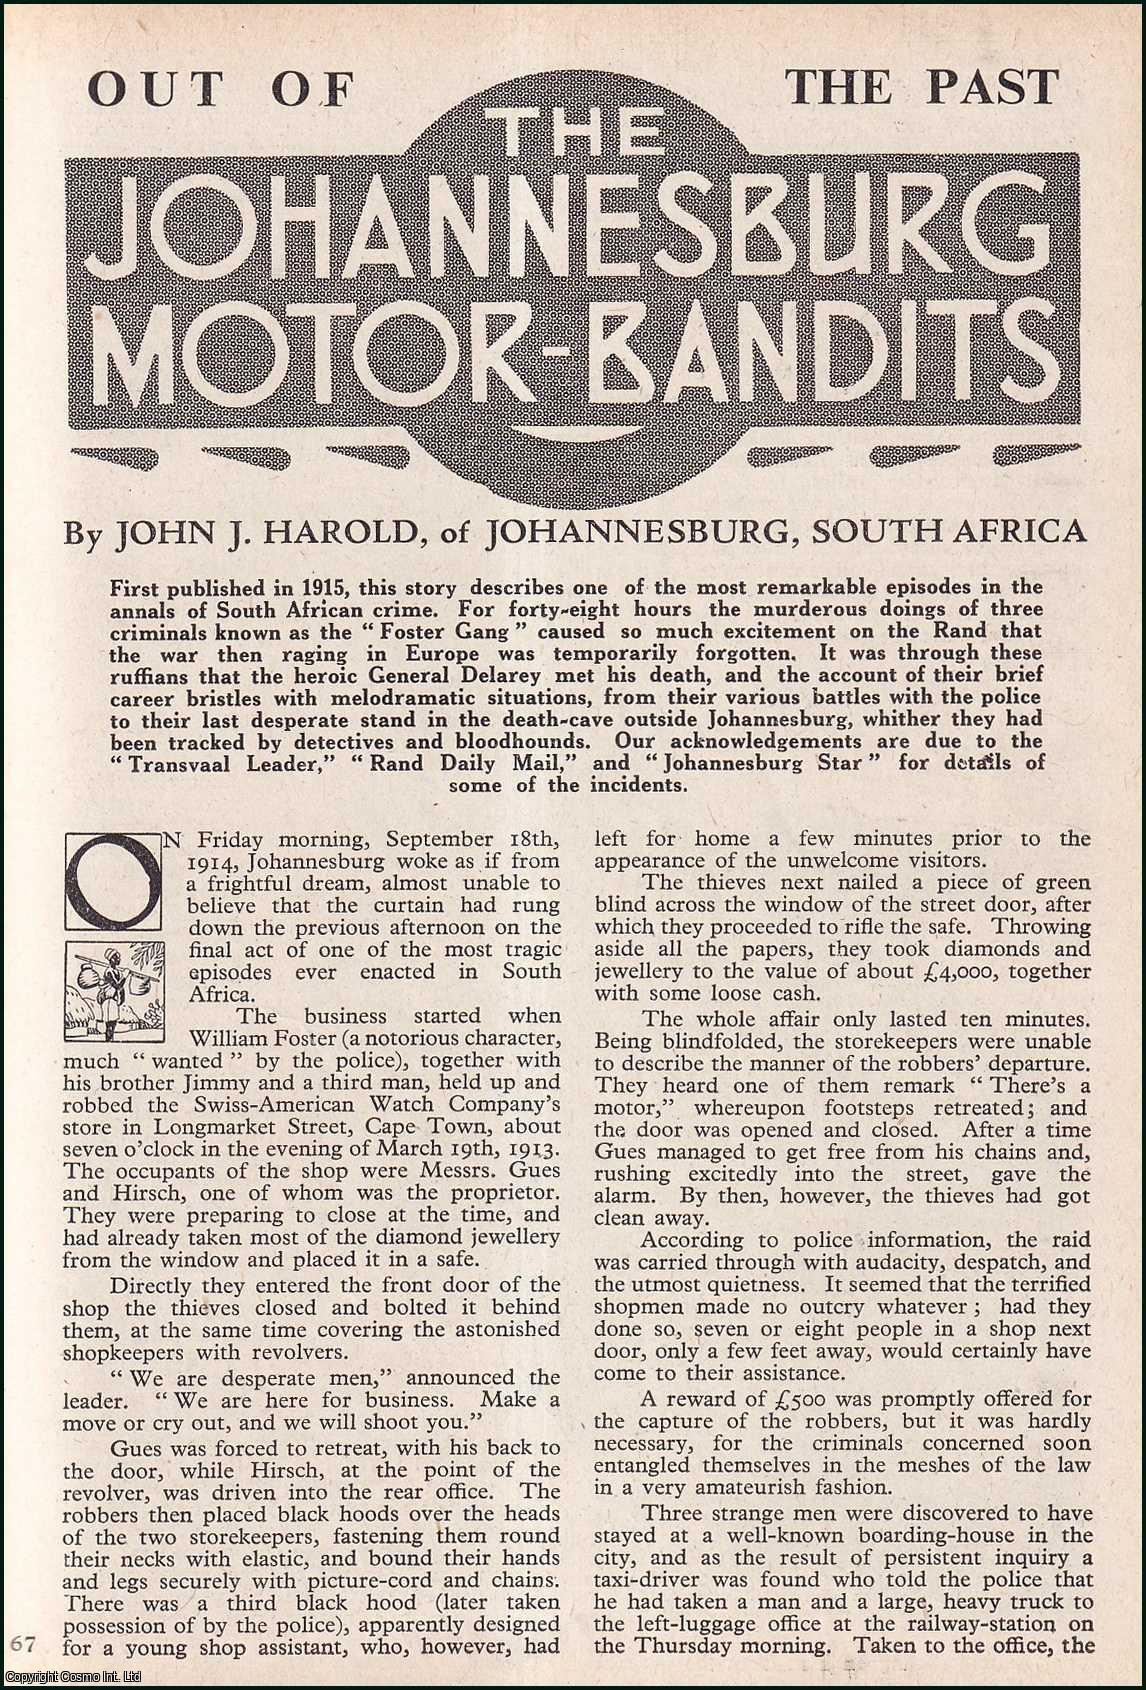 OUT OF THE PAST
THE
JOHANNESBURG
MOTOR-BANDITS
By JOHN J. HAROLD, of JOHANNESBURG, SOUTH AFRICA
First published in 1915, this story describes one of the most remarkable episodes in the
annals of South African crime. For forty-eight hours the murderous doings of three
criminals known as the “Foster Gang” caused so much excitement on the Rand that
the war then raging in Europe was temporarily forgotten. It was through these
ruffians that the heroic General Delarey met his death, and the account of their brief
career bristles with melodramatic situations, from their various battles with the police
to their last desperate stand in the death-cave outside Johannesburg, whither they had
been tracked by detectives and bloodhounds. Our acknowledgements are due to the
“Transvaal Leader,” “Rand Daily Mail,” and “Johannesburg Star” for details of
some of the incidents.
ON Friday morning, September 18th,
1914, Johannesburg woke as if from
a frightful dream, almost unable to
believe that the curtain had rung
down the previous afternoon on the
final act of one of the most tragic
episodes ever enacted in South
Africa.
The business started when
William Foster (a notorious character,
much “wanted” by the police), together with
his brother Jimmy and a third man, held up and
robbed the Swiss-American Watch Company's
store in Longmarket Street, Cape Town, about
seven o'clock in the evening of March 19th, 1913.
The occupants of the shop were Messrs. Gues
and Hirsch, one of whom was the proprietor.
They were preparing to close at the time, and
had already taken most of the diamond jewellery
from the window and placed it in a safe.
Directly they entered the front door of the
shop the thieves closed and bolted it behind
them, at the same time covering the astonished
shopkeepers with revolvers.
“We are desperate men,” announced the
leader. “We are here for business. Make a
move or cry out, and we will shoot you.”
Gues was forced to retreat, with his back to
the door, while Hirsch, at the point of the
revolver, was driven into the rear office. The
robbers then placed black hoods over the heads
of the two storekeepers, fastening them round
their necks with elastic, and bound their hands
and legs securely with picture-cord and chains.
There was a third black hood (later taken
possession of by the police), apparently designed
for a young shop assistant, who, however, had
left for home a few minutes prior to the
appearance of the unwelcome visitors.
The thieves next nailed a piece of green
blind across the window of the street door, after
which they proceeded to rifle the safe. Throwing
aside all the papers, they took diamonds and
jewellery to the value of about £4,000, together
with some loose cash.
The whole affair only lasted ten minutes.
Being blindfolded, the storekeepers were unable
to describe the manner of the robbers' departure.
They heard one of them remark “There's a
motor,” whereupon footsteps retreated; and
the door was opened and closed. After a time
Gues managed to get free from his chains and,
rushing excitedly into the street, gave the
alarm. By then, however, the thieves had got
clean away.
According to police information, the raid
was carried through with audacity, despatch, and
the utmost quietness. It seemed that the terrified
shopmen made no outcry whatever; had they
done so, seven or eight people in a shop next
door, only a few feet away, would certainly have
come to their assistance.
A reward of £500 was promptly offered for
the capture of the robbers, but it was hardly
necessary, for the criminals concerned soon
entangled themselves in the meshes of the law
in a very amateurish fashion.
Three strange men were discovered to have
stayed at a well-known boarding-house in the
city, and as the result of persistent inquiry a
taxi-driver was found who told the police that
he had taken a man and a large, heavy truck to
the left-luggage office at the railway-station on
the Thursday morning. Taken to the office, the
67
Copyright Cosmo Int. Ltd